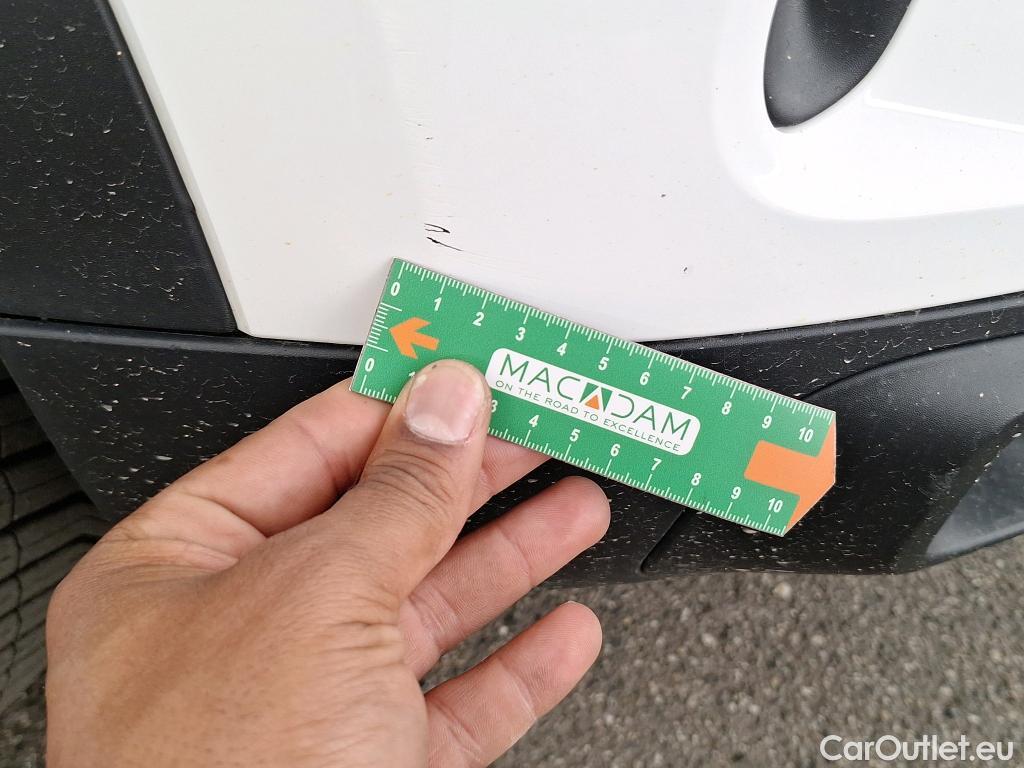 0 1 2 3 4 5 6 7 8 9 10
MACADAM
ON THE ROAD TO EXCELLENCE
0 1 3 4 5 6 7 8 9 10
CarOutlet.eu